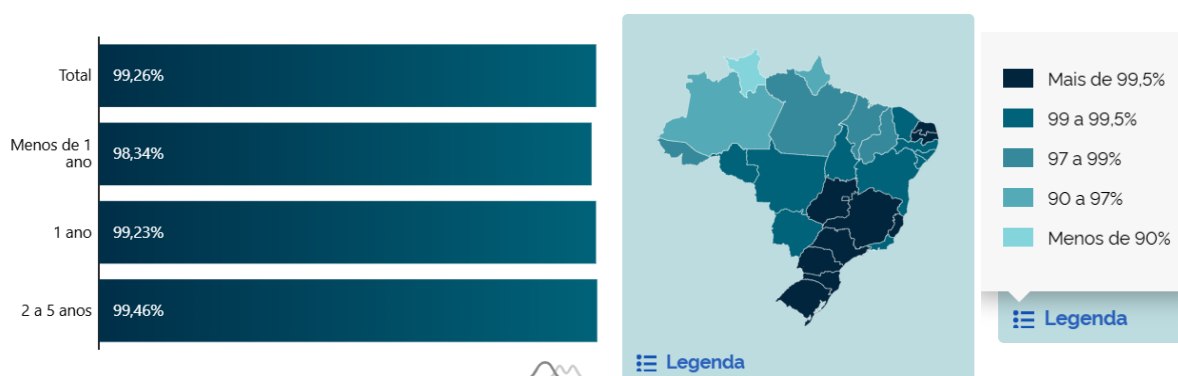 Total
99,26%
Menos de 1
ano
98,34%
1 ano
99,23%
2 a 5 anos
99,46%
Legenda
Mais de 99,5%
99 a 99,5%
97 a 99%
90 a 97%
Menos de 90%
Legenda